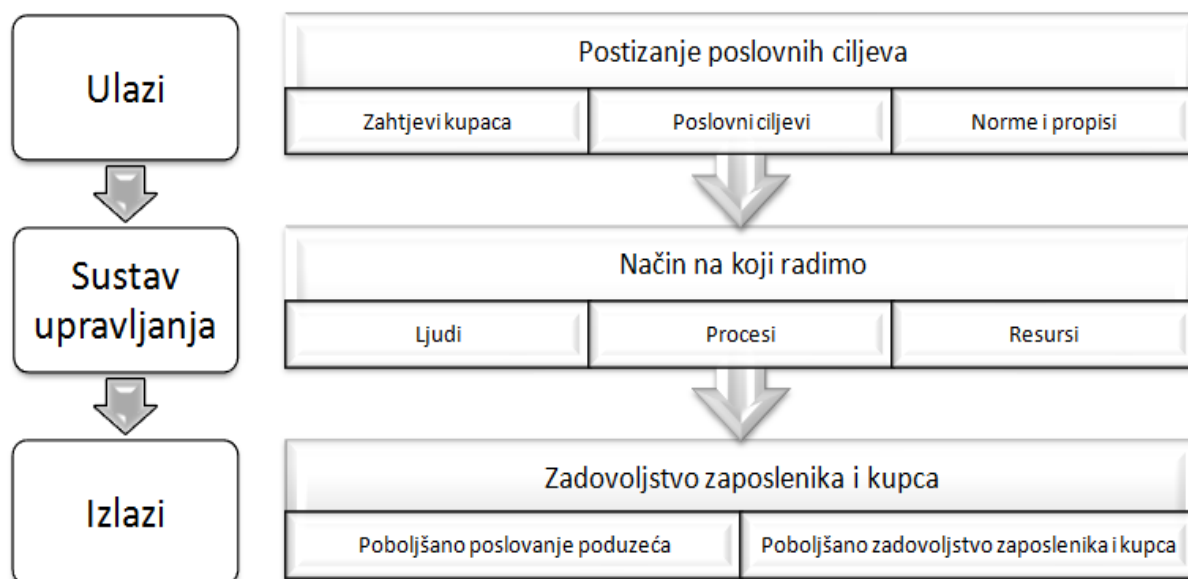 Ulazi
Postizanje poslovnih ciljeva
Zahtjevi kupaca
Poslovni ciljevi
Norme i propisi
Sustav
upravljanja
Način na koji radimo
Ljudi
Procesi
Resursi
Izlazi
Zadovoljstvo zaposlenika i kupca
Poboljšano poslovanje poduzeća
Poboljšano zadovoljstvo zaposlenika i kupca